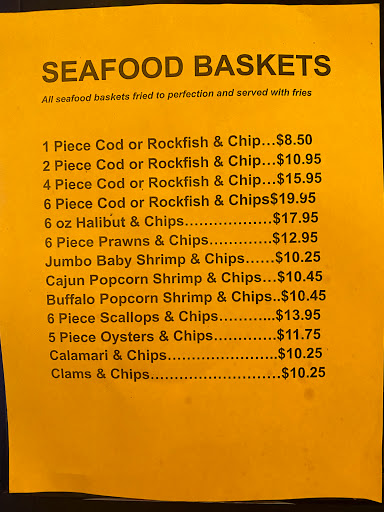 SEAFOOD BASKETS
All seafood baskets fried to perfection and served with fries
1 Piece Cod or Rockfish & Chip...$8.50
2 Piece Cod or Rockfish & Chip...$10.95
4 Piece Cod or Rockfish & Chip...$15.95
6 Piece Cod or Rockfish & Chips$19.95
6 oz Halibut & Chips..................$17.95
6 Piece Prawns & Chips............$12.95
Jumbo Baby Shrimp & Chips......$10.25
Cajun Popcorn Shrimp & Chips...$10.45
Buffalo Popcorn Shrimp & Chips..$10.45
6 Piece Scallops & Chips...........$13.95
5 Piece Oysters & Chips.............$11.75
Calamari & Chips.......................$10.25
Clams & Chips...........................$10.25